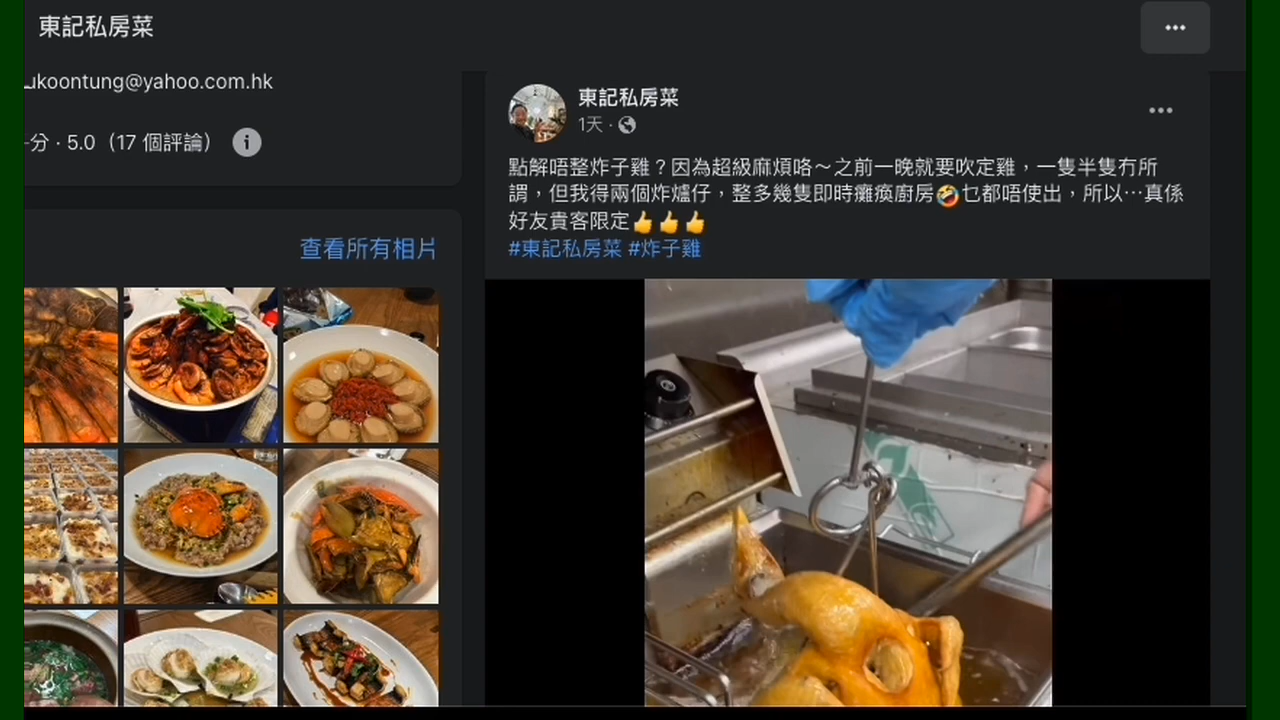 東記私房菜
ukoontung@yahoo.com.hk
分 · 5.0（17 個評論）
查看所有相片
東記私房菜
1天 ·
點解唔整炸子雞？因為超級麻煩咯～之前一晚就要吹定雞，一隻半隻冇所
謂，但我得兩個炸爐仔，整多幾隻即時癱瘓廚房🤣乜都唔使出，所以…真係
好友貴客限定👍👍👍
#東記私房菜 #炸子雞